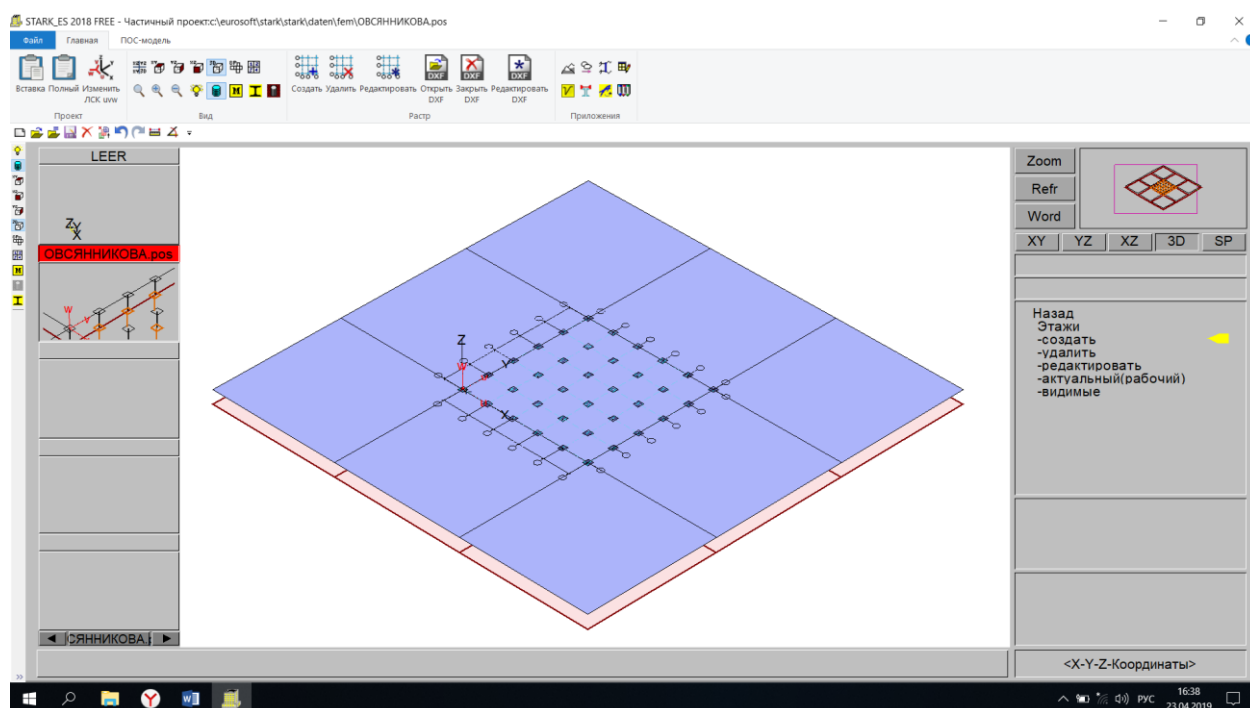 STARK_ES 2018 FREE - Частичный проект:c:\eurosoft\stark\stark\daten\fem\ОВСЯННИКОВА.pos
Файл Главная ПОС-модель
Вставка Полный Изменить ЛСК uvw
Создать Удалить Редактировать Открыть DXF Закрыть DXF Редактировать DXF
Проект Вид Растр Приложения
LEER
Z Y X
ОВСЯННИКОВА.pos
W v
СЯННИКОВА.
Z
W
Y
X
Zoom
Refr
Word
XY YZ XZ 3D SP
Назад
Этажи
-создать
-удалить
-редактировать
-актуальный(рабочий)
-видимые
<X-Y-Z-Координаты>
РУС
16:38
23.04.2019